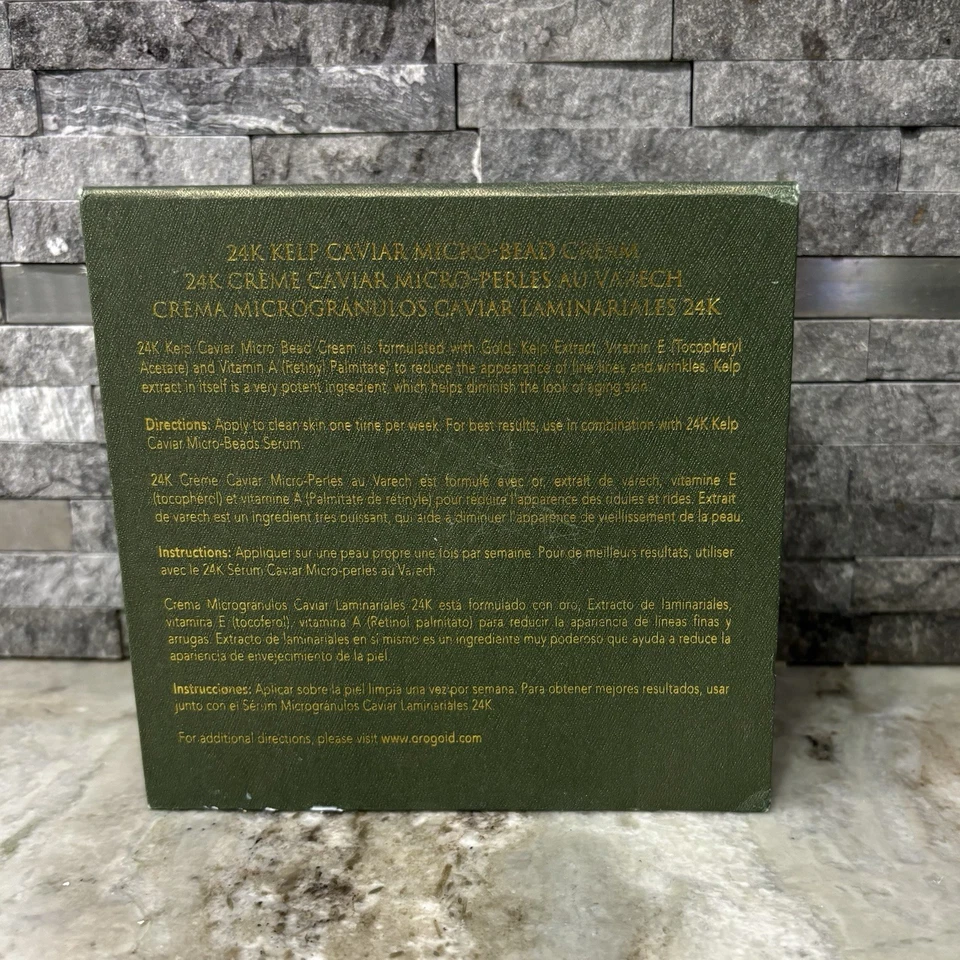 24K KELP CAVIAR MICRO-BEAD CREAM
24K CRÈME CAVIAR MICRO-PERLES AU VARECH
CREMA MICROGRÁNULOS CAVIAR LAMINARIALES 24K
24K Kelp Caviar Micro Bead Cream is formulated with Gold, Kelp Extract, Vitamin E (Tocopheryl
Acetate) and Vitamin A (Retinyl Palmitate) to reduce the appearance of fine lines and wrinkles. Kelp
extract in itself is a very potent ingredient which helps diminish the look of aging skin.
Directions: Apply to clean skin one time per week. For best results, use in combination with 24K Kelp
Caviar Micro-Beads Serum.
24K Creme Caviar Micro-Perles au Varech est formulé avec or, extrait de varech, vitamine E
(tocophérol) et vitamine A (Palmitate de rétinyle) pour réduire l'apparence des ridules et rides. Extrait
de varech est un ingredient très puissant, qui aide a diminuer l'apparence de vieillissement de la peau.
Instructions: Appliquer sur une peau propre une fois par semaine. Pour de meilleurs resultats, utiliser
avec le 24K Sérum Caviar Micro-perles au Varech.
Crema Microgranulos Caviar Laminariales 24K está formulado con oro, Extracto de laminariales,
vitamina E (tocoferol), vitamina A (Retinol palmitato) para reducir la apariencia de líneas finas y
arrugas. Extracto de laminariales en sí mismo es un ingrediente muy poderoso que ayuda a reduce la
apariencia de envejecimiento de la piel.
Instrucciones: Aplicar sobre la piel limpia una vez por semana. Para obtener mejores resultados, usar
junto con el Sérum Microgránulos Caviar Laminariales 24K.
For additional directions, please visit www.orogold.com